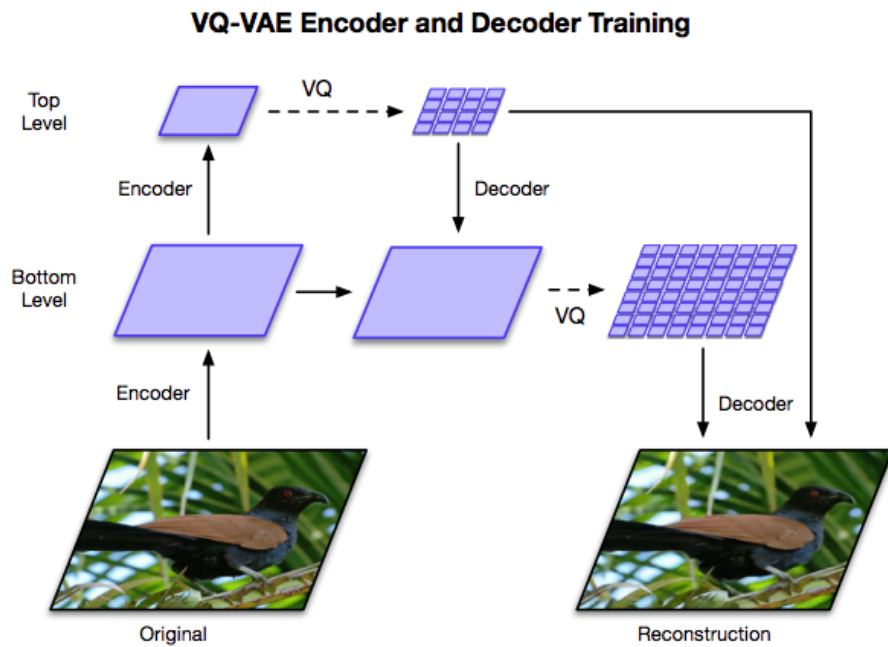 VQ-VAE Encoder and Decoder Training
Top
Level
VQ
Encoder
Decoder
Bottom
Level
VQ
Encoder
Decoder
Original
Reconstruction